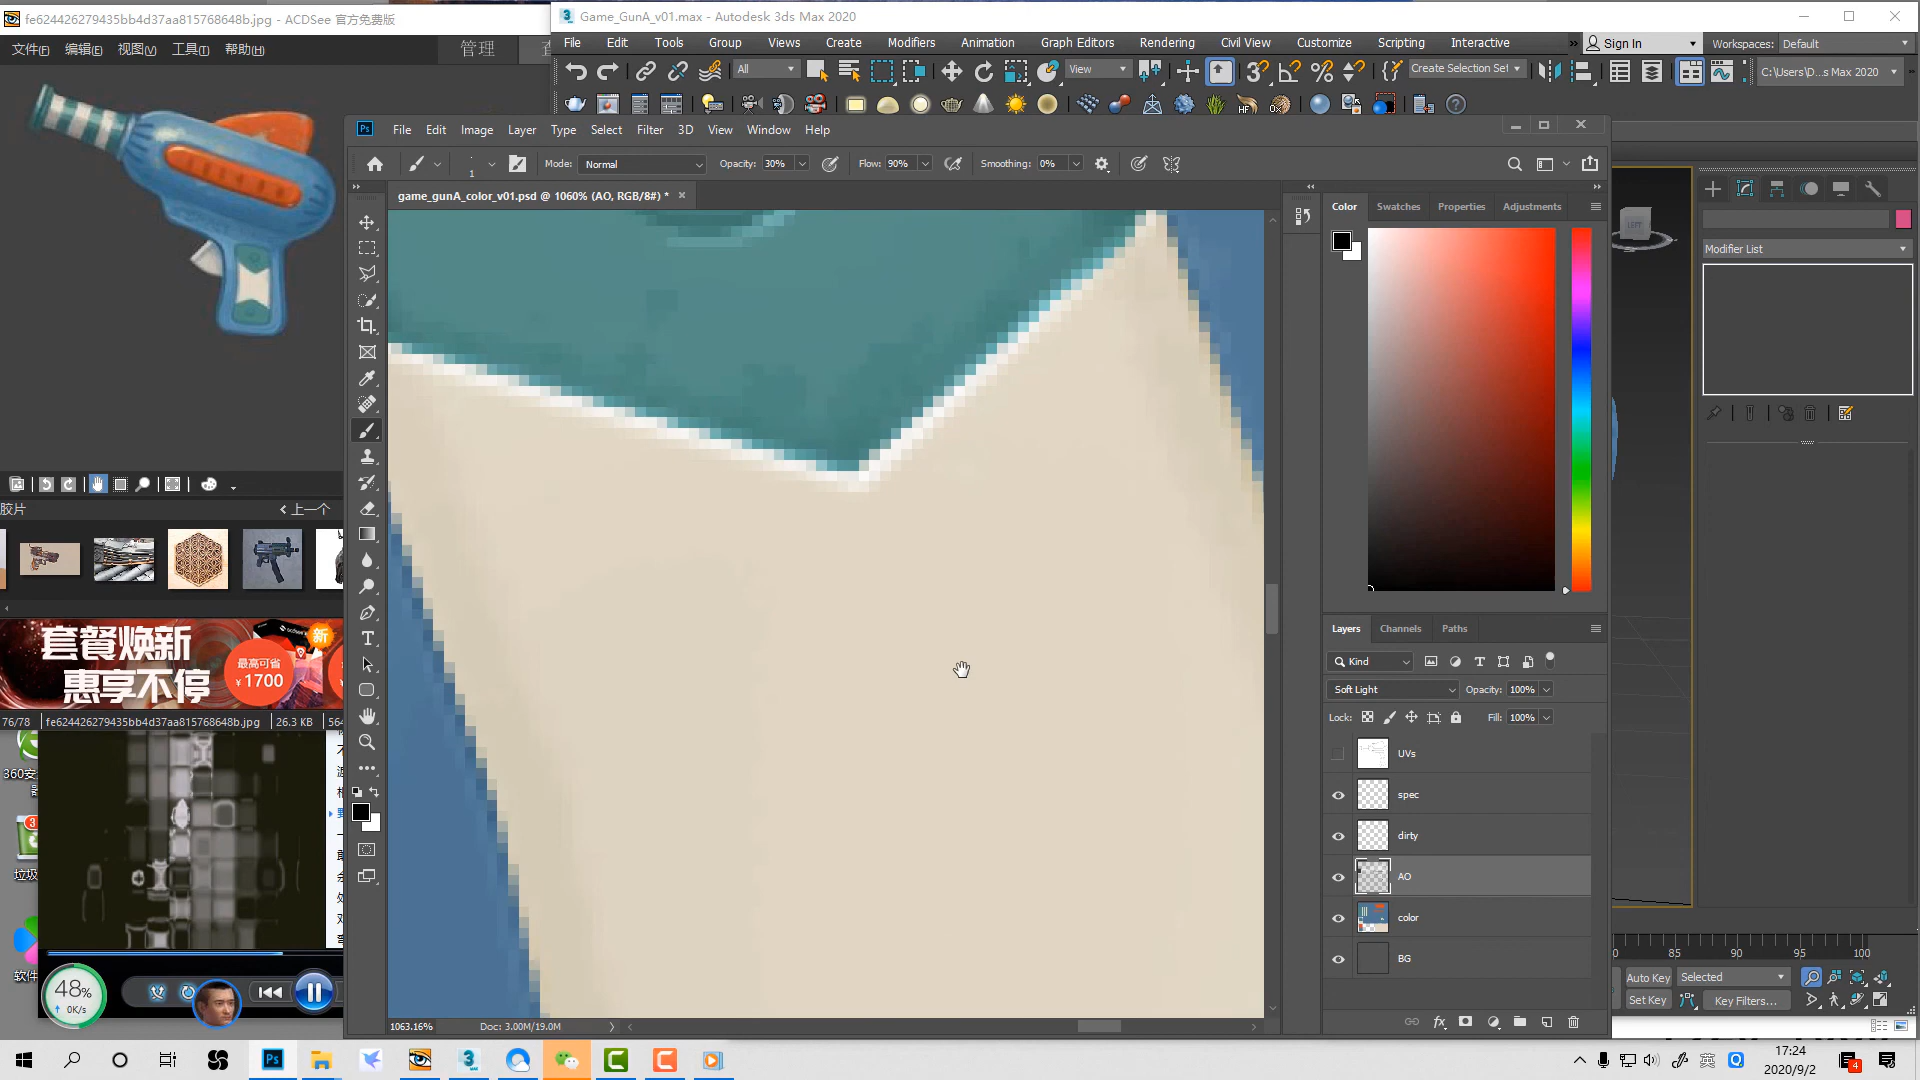 fe624426279435bb4d37aa815768648b.jpg - ACDSee 官方免费版
文件(F) 编辑(E) 视图(V) 工具(T) 帮助(H)
管理
Game_GunA_v01.max - Autodesk 3ds Max 2020
File Edit Tools Group Views Create Modifiers Animation Graph Editors Rendering Civil View Customize Scripting Interactive
Sign In
Workspaces: Default
All
View
Create Selection Set
C:\Users\D...s Max 2020
Ps File Edit Image Layer Type Select Filter 3D View Window Help
1
Mode: Normal
Opacity: 30%
Flow: 90%
Smoothing: 0%
game_gunA_color_v01.psd @ 1060% (AO, RGB/8#) *
Color Swatches Properties Adjustments
Modifier List
Layers Channels Paths
Kind
Soft Light
Opacity: 100%
Lock:
Fill: 100%
UVs
spec
dirty
AO
color
BG
1063.16%
Doc: 3.00M/19.0M
胶片
上一个
套餐焕新
惠享不停
最高可省
¥1700
新
76/78
fe624426279435bb4d37aa815768648b.jpg
26.3 KB
564
360安
垃圾
软件
48%
0K/s
85 90 95 100
Auto Key Selected
Set Key Key Filters...
英
17:24
2020/9/2
4